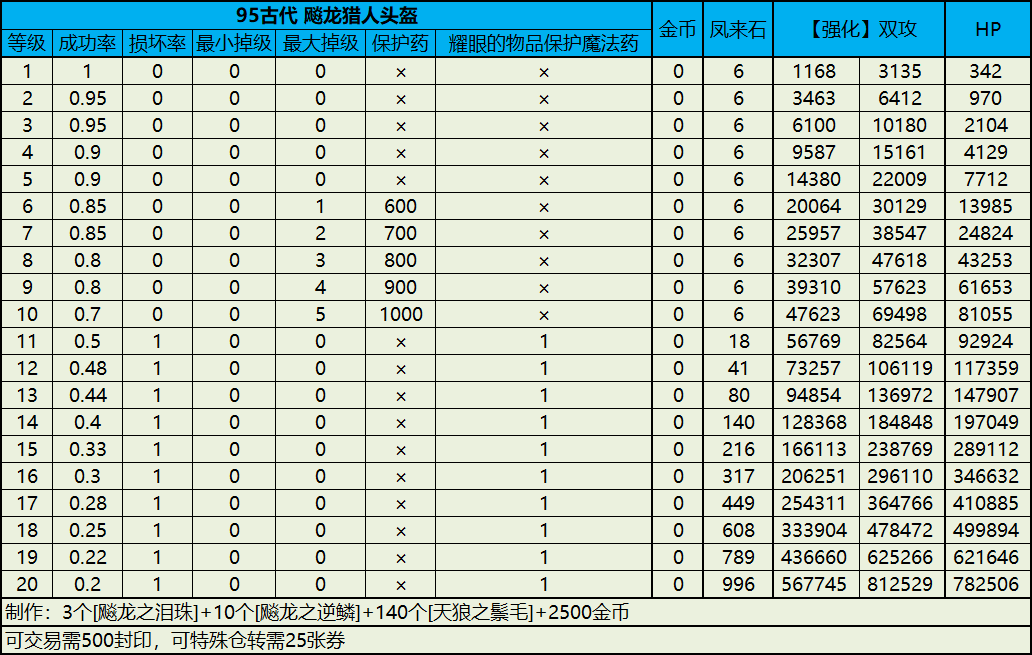 95古代 飚龙猎人头盔 金币 凤来石 【强化】双攻 HP
等级 成功率 损坏率 最小掉级 最大掉级 保护药 耀眼的物品保护魔法药
1 1 0 0 0 × × 0 6 1168 3135 342
2 0.95 0 0 0 × × 0 6 3463 6412 970
3 0.95 0 0 0 × × 0 6 6100 10180 2104
4 0.9 0 0 0 × × 0 6 9587 15161 4129
5 0.9 0 0 0 × × 0 6 14380 22009 7712
6 0.85 0 0 1 600 × 0 6 20064 30129 13985
7 0.85 0 0 2 700 × 0 6 25957 38547 24824
8 0.8 0 0 3 800 × 0 6 32307 47618 43253
9 0.8 0 0 4 900 × 0 6 39310 57623 61653
10 0.7 0 0 5 1000 × 0 6 47623 69498 81055
11 0.5 1 0 0 × 1 0 18 56769 82564 92924
12 0.48 1 0 0 × 1 0 41 73257 106119 117359
13 0.44 1 0 0 × 1 0 80 94854 136972 147907
14 0.4 1 0 0 × 1 0 140 128368 184848 197049
15 0.33 1 0 0 × 1 0 216 166113 238769 289112
16 0.3 1 0 0 × 1 0 317 206251 296110 346632
17 0.28 1 0 0 × 1 0 449 254311 364766 410885
18 0.25 1 0 0 × 1 0 608 333904 478472 499894
19 0.22 1 0 0 × 1 0 789 436660 625266 621646
20 0.2 1 0 0 × 1 0 996 567745 812529 782506
制作：3个[飚龙之泪珠]+10个[飚龙之逆鳞]+140个[天狼之鬃毛]+2500金币
可交易需500封印，可特殊仓转需25张券